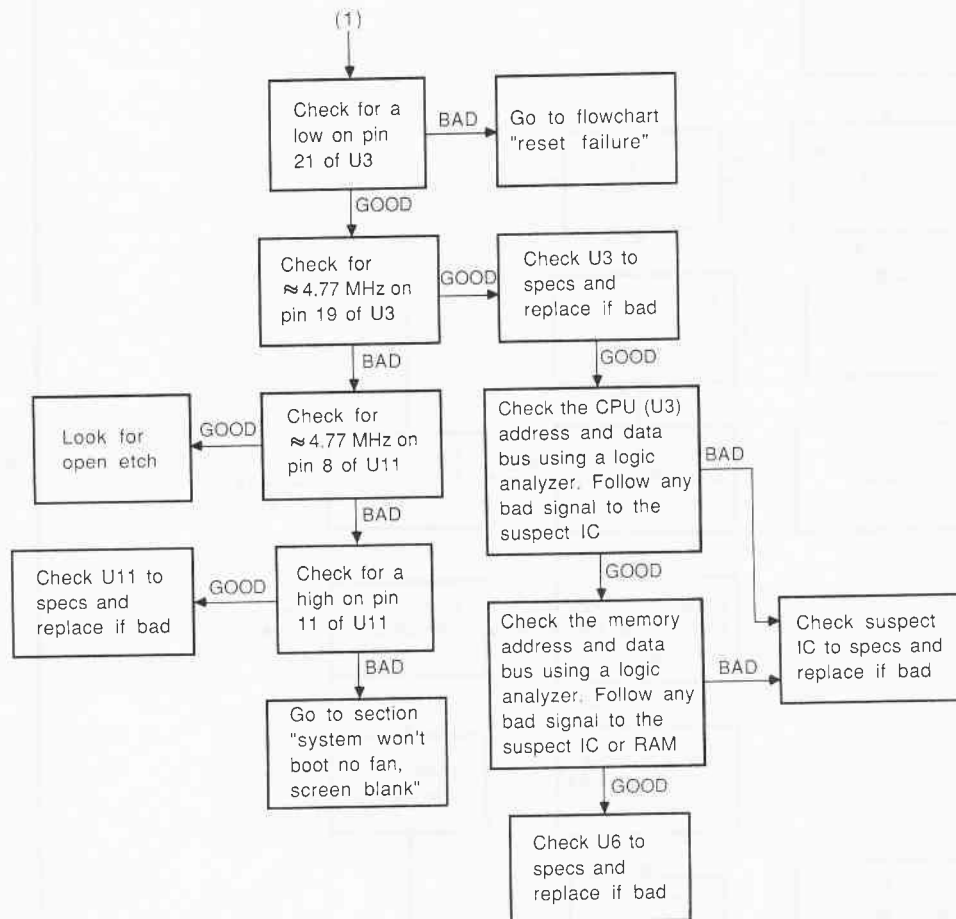 (1)
Check for a
low on pin
21 of U3
BAD
Go to flowchart
"reset failure"
GOOD
Check for
≈4.77 MHz on
pin 19 of U3
GOOD
Check U3 to
specs and
replace if bad
BAD
GOOD
Look for
open etch
GOOD
Check for
≈4.77 MHz on
pin 8 of U11
Check the CPU (U3)
address and data
bus using a logic
analyzer. Follow any
bad signal to the
suspect IC
BAD
BAD
GOOD
Check U11 to
specs and
replace if bad
GOOD
Check for a
high on pin
11 of U11
Check the memory
address and data
bus using a logic
analyzer. Follow any
bad signal to the
suspect IC or RAM
BAD
Check suspect
IC to specs and
replace if bad
BAD
Go to section
"system won't
boot no fan,
screen blank"
GOOD
Check U6 to
specs and
replace if bad